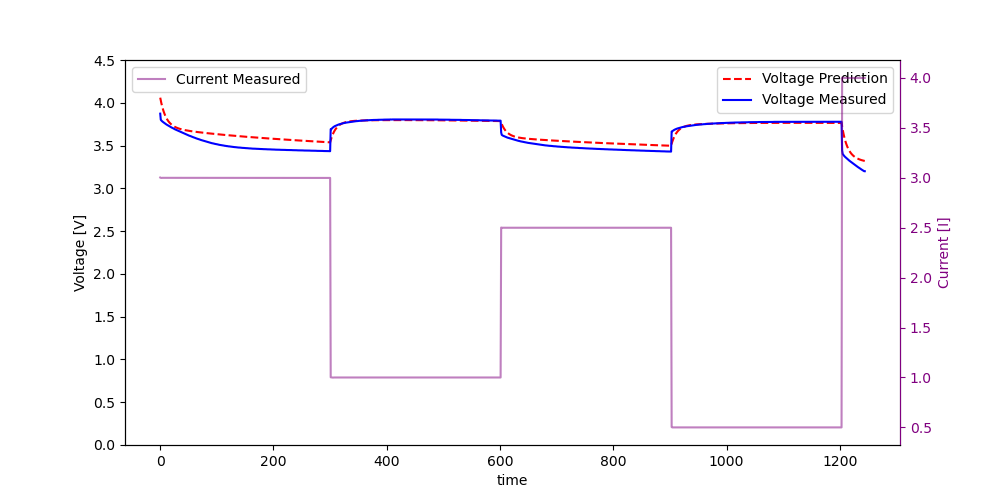 Current Measured
Voltage Prediction
Voltage Measured
4.5
4.0
3.5
3.0
2.5
2.0
1.5
1.0
0.5
0.0
Voltage [V]
4.0
3.5
3.0
2.5
2.0
1.5
1.0
0.5
Current [I]
0 200 400 600 800 1000 1200
time